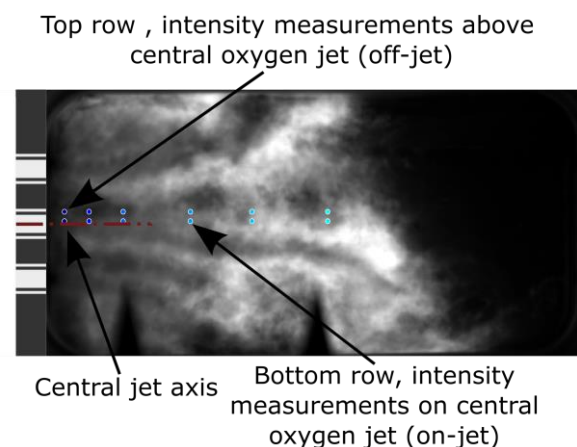 Top row , intensity measurements above
central oxygen jet (off-jet)
Central jet axis
Bottom row, intensity
measurements on central
oxygen jet (on-jet)